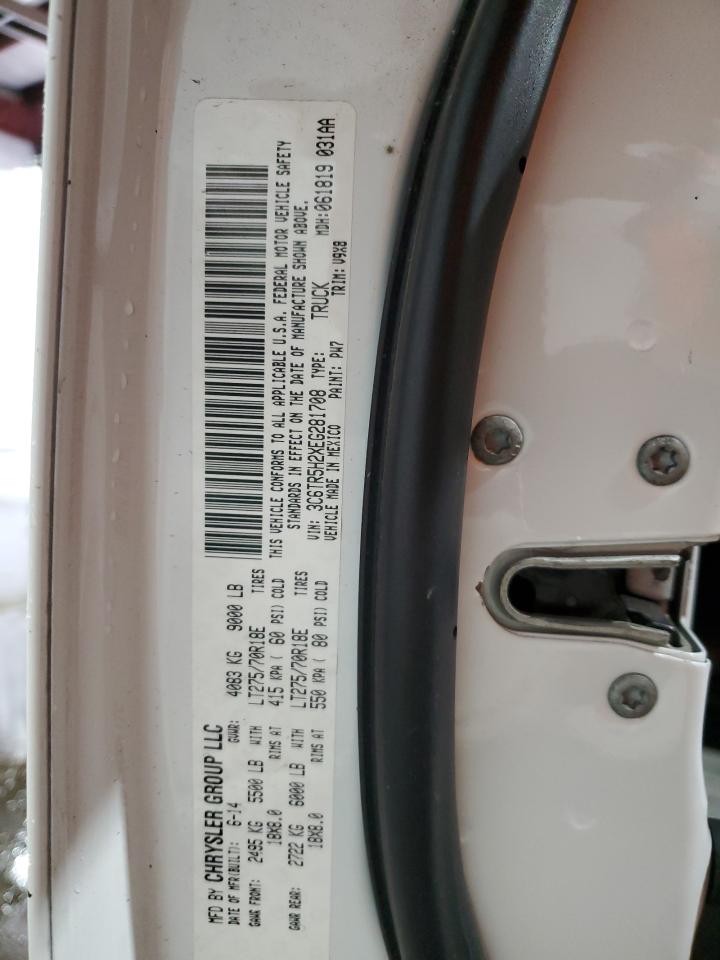 MFD BY CHRYSLER GROUP LLC
DATE OF MFR(BUILT): 6-14 GVWR: 4083 KG 9000 LB
GAWR FRONT: 2495 KG 5500 LB WITH LT275/70R18E TIRES
18X8.0 RIMS AT 415 KPA ( 60 PSI) COLD
GAWR REAR: 2722 KG 6000 LB WITH LT275/70R18E TIRES
18X8.0 RIMS AT 550 KPA ( 80 PSI) COLD
THIS VEHICLE CONFORMS TO ALL APPLICABLE U.S.A. FEDERAL MOTOR VEHICLE SAFETY
STANDARDS IN EFFECT ON THE DATE OF MANUFACTURE SHOWN ABOVE.
VIN: 3C6TR5H2XEG281708 TYPE: TRUCK MDH:061819 031AA
VEHICLE MADE IN MEXICO PAINT: PW7 TRIM: V9X8